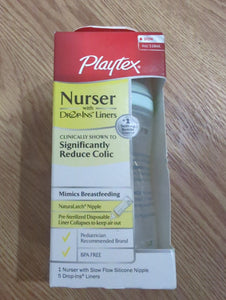 Playtex
Nurser
with
Drop-Ins Liners
CLINICALLY SHOWN TO
Significantly
Reduce Colic
Mimics Breastfeeding
NaturaLatch® Nipple
Pre-Sterilized Disposable
Liner Collapses to keep air out
Pediatrician
Recommended Brand
BPA FREE
1 Nurser with Slow Flow Silicone Nipple
5 Drop-Ins® Liners